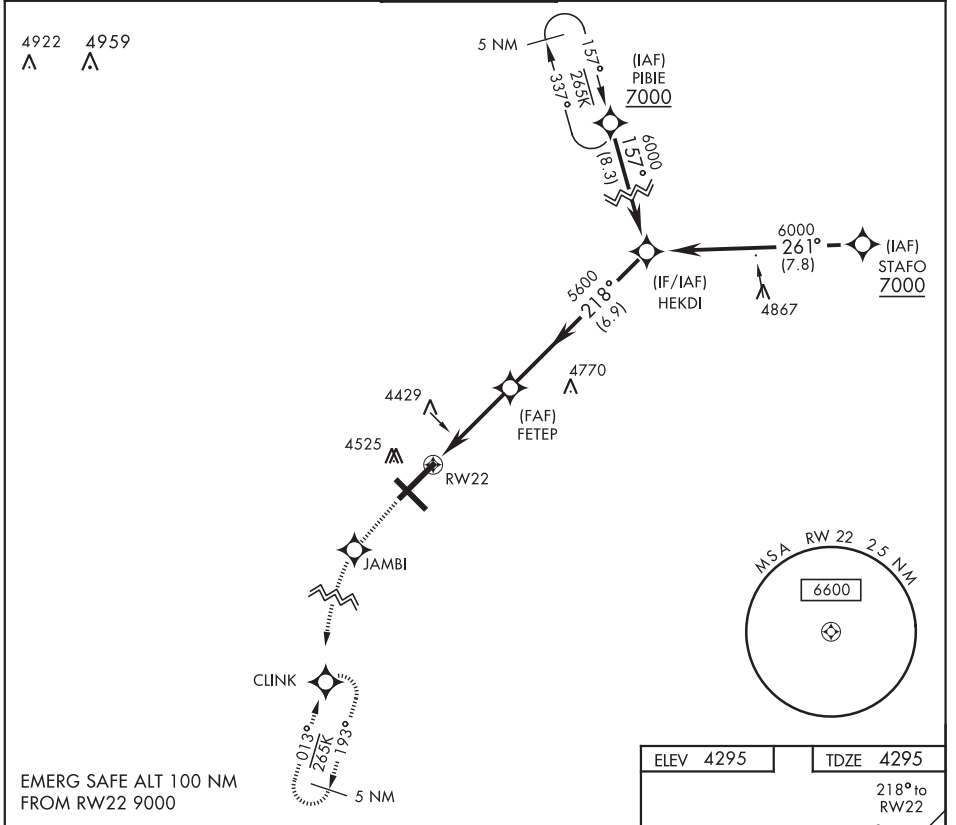 4922
4959
5 NM
157°
265K
337°
(IAF)
PIBIE
7000
6000
157°
(8.3)
6000
261°
(7.8)
(IAF)
STAFO
7000
(IF/IAF)
HEKDI
4867
5600
218°
(6.9)
4770
(FAF)
FETEP
4429
4525
RW22
JAMBI
MSA RW 22 25 NM
6600
CLINK
013°
265K
193°
5 NM
EMERG SAFE ALT 100 NM
FROM RW22 9000
ELEV 4295
TDZE 4295
218° to
RW22